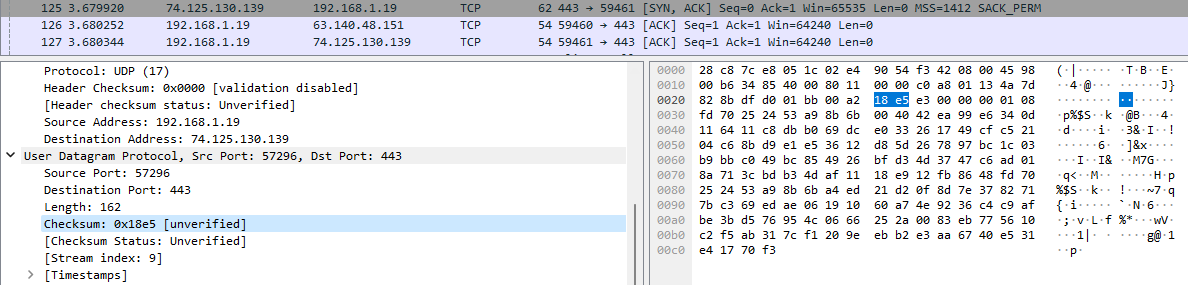 125 3.679920 74.125.130.139 192.168.1.19 TCP 62 443 → 59461 [SYN, ACK] Seq=0 Ack=1 Win=65535 Len=0 MSS=1412 SACK_PERM
126 3.680252 192.168.1.19 63.140.48.151 TCP 54 59460 → 443 [ACK] Seq=1 Ack=1 Win=64240 Len=0
127 3.680344 192.168.1.19 74.125.130.139 TCP 54 59461 → 443 [ACK] Seq=1 Ack=1 Win=64240 Len=0
Protocol: UDP (17)
Header Checksum: 0x0000 [validation disabled]
[Header checksum status: Unverified]
Source Address: 192.168.1.19
Destination Address: 74.125.130.139
User Datagram Protocol, Src Port: 57296, Dst Port: 443
Source Port: 57296
Destination Port: 443
Length: 162
Checksum: 0x18e5 [unverified]
[Checksum Status: Unverified]
[Stream index: 9]
[Timestamps]
0000 28 c8 7c e8 05 1c 02 e4 90 54 f3 42 08 00 45 98 (·|····· ·T·B··E·
0010 00 b6 34 85 40 00 80 11 00 00 c0 a8 01 13 4a 7d ··4·@··· ······J}
0020 82 8b df d0 01 bb 00 a2 18 e5 e3 00 00 00 01 08 ········ ········
0030 fd 70 25 24 53 a9 8b 6b 00 40 42 ea 99 e6 34 0d ·p%$S··k ·@B···4·
0040 11 64 11 c8 db b0 69 dc e0 33 26 17 49 cf c5 21 ·d····i· ·3&·I··!
0050 04 c6 8b d9 e1 e5 36 12 d8 5d 26 78 97 bc 1c 03 ······6· ·]&x····
0060 b9 bb c0 49 bc 85 49 26 bf d3 4d 37 47 c6 ad 01 ···I··I& ··M7G···
0070 8a 71 3c bd b3 4d af 11 18 e9 12 fb 86 48 fd 70 ·q<··M·· ·····H·p
0080 25 24 53 a9 8b 6b a4 ed 21 d2 0f 8d 7e 37 82 71 %$S··k·· !···~7·q
0090 7b c3 69 ed ae 06 19 10 60 a7 4e 92 36 c4 c9 af {·i····· `·N·6···
00a0 be 3b d5 76 95 4c 06 66 25 2a 00 83 eb 77 56 10 ·;·v·L·f %*···wV·
00b0 c2 f5 ab 31 7c f1 20 9e eb b2 e3 aa 67 40 e5 31 ···1|· · ····g@·1
00c0 e4 17 70 f3 ··p·